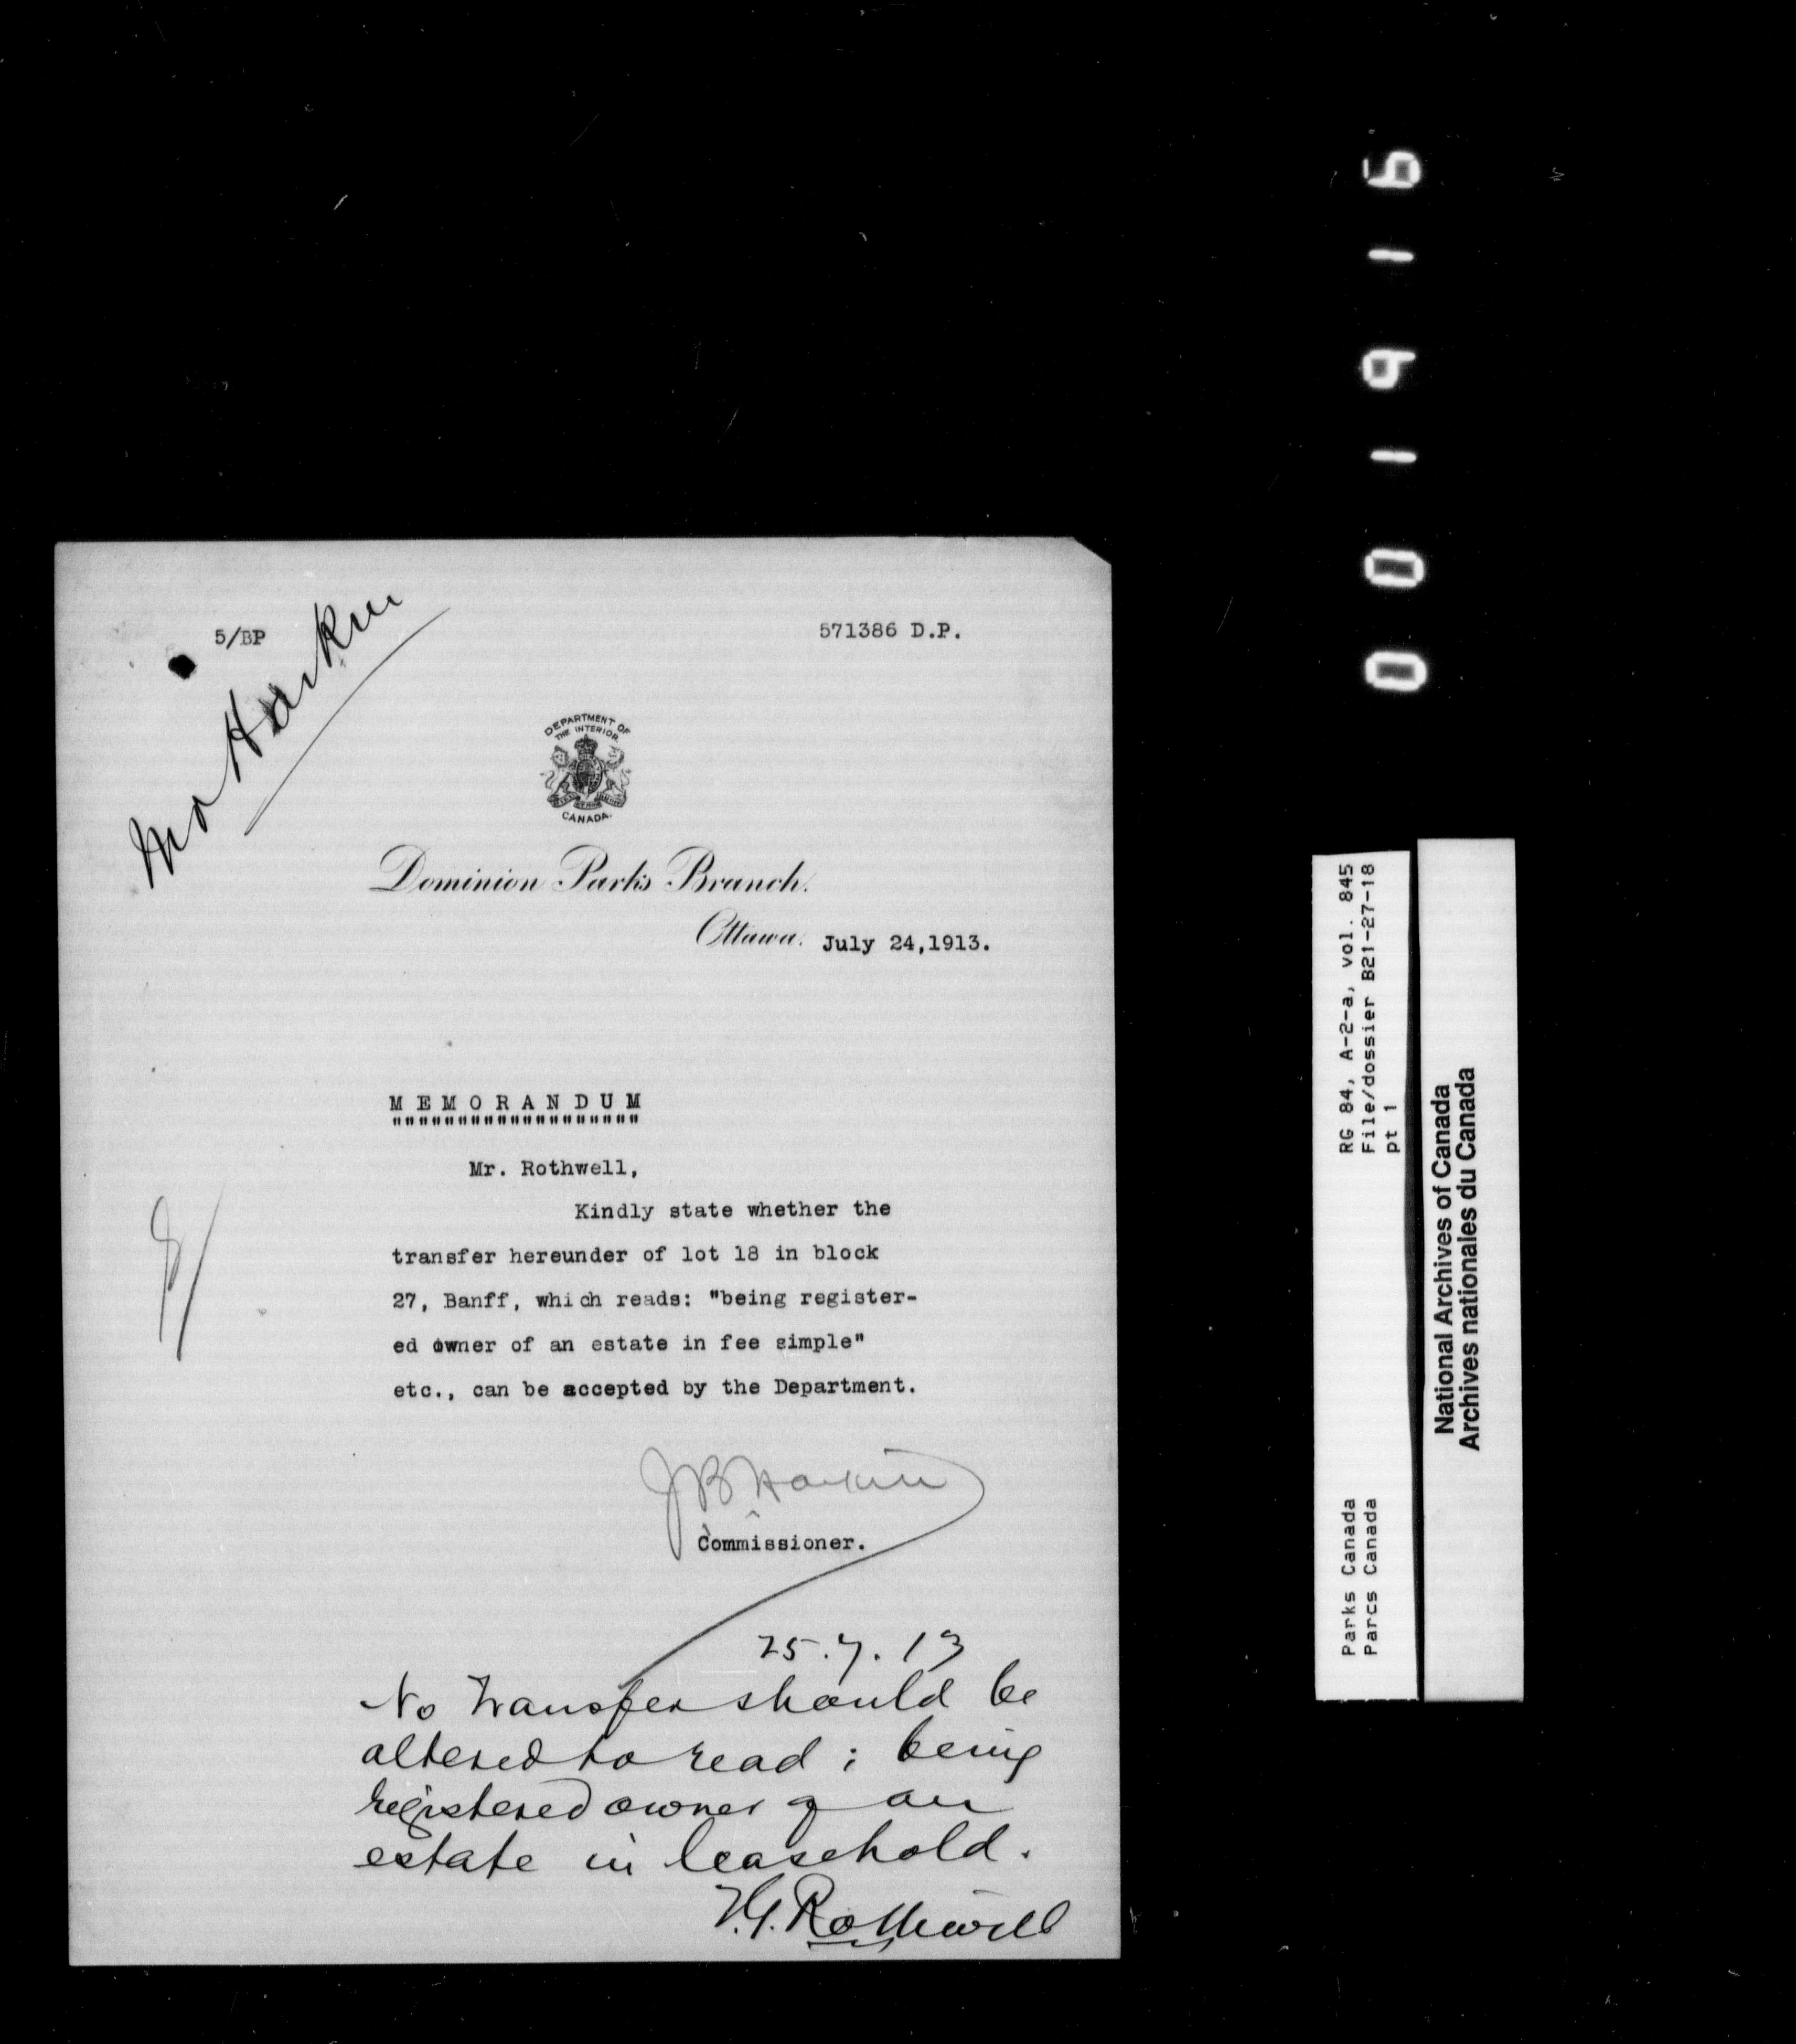 5/BP
571386 D.P.
Mr Harkin
DEPARTMENT OF
THE INTERIOR
CANADA.
Dominion Parks Branch.
Ottawa. July 24,1913.
M E M O R A N D U M
"""""""""""""""""""
Mr. Rothwell,
Kindly state whether the
transfer hereunder of lot 18 in block
27, Banff, which reads: "being register-
ed owner of an estate in fee simple"
etc., can be accepted by the Department.
JB Harkin
Commissioner.
25.7.13
No Transfer should be
altered to read : being
registered owner of an
estate in leasehold.
T.G. Rothwell
001916
RG 84, A-2-a, vol. 845
File/dossier B21-27-18
pt 1
Parks Canada
Parcs Canada
National Archives of Canada
Archives nationales du Canada